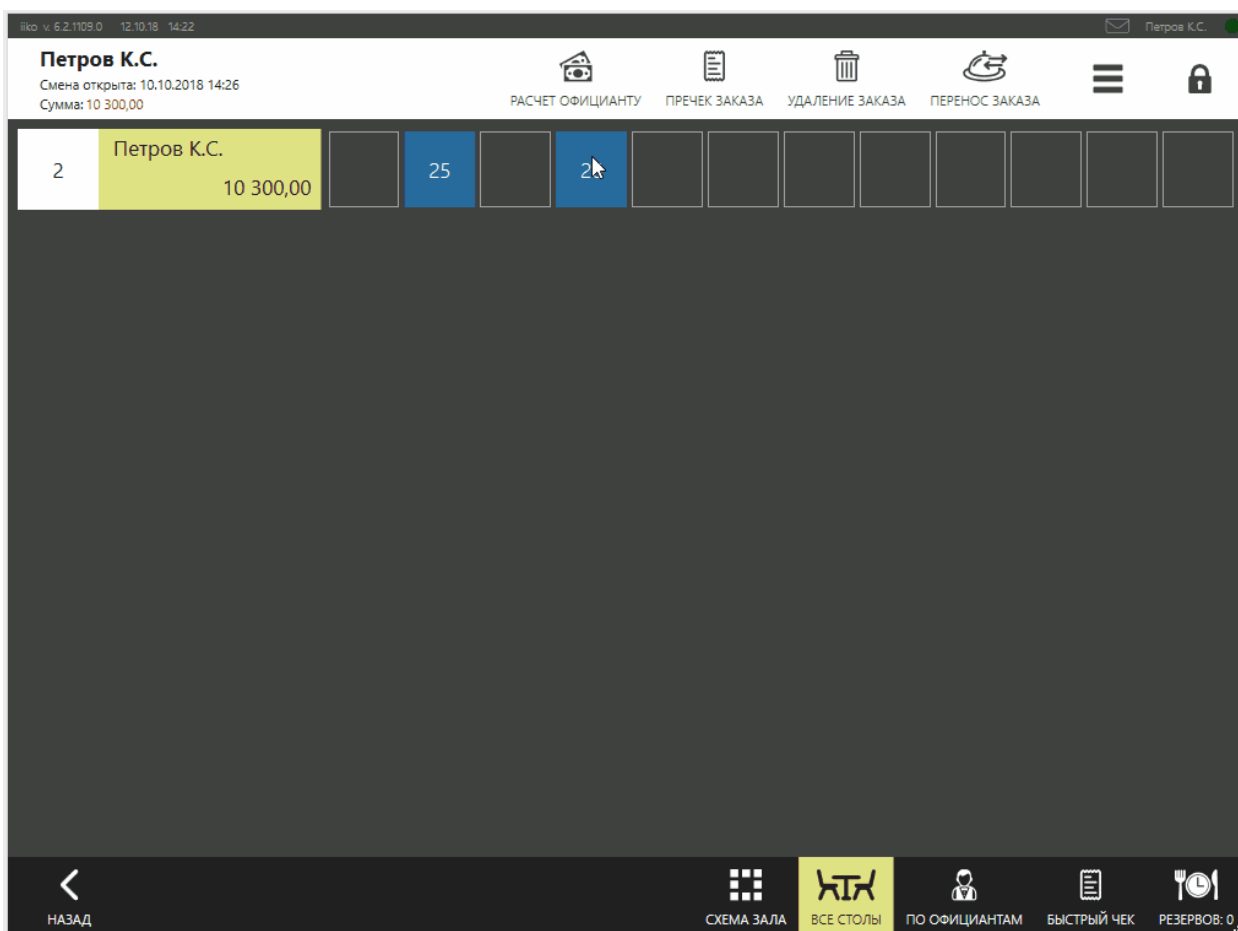 iiko v. 6.2.1109.0 12.10.18 14:22 Петров К.С.
Петров К.С.
Смена открыта: 10.10.2018 14:26
Сумма: 10 300,00
РАСЧЕТ ОФИЦИАНТУ ПРЕЧЕК ЗАКАЗА УДАЛЕНИЕ ЗАКАЗА ПЕРЕНОС ЗАКАЗА
2 Петров К.С. 25
10 300,00
НАЗАД СХЕМА ЗАЛА ВСЕ СТОЛЫ ПО ОФИЦИАНТАМ БЫСТРЫЙ ЧЕК РЕЗЕРВОВ: 0